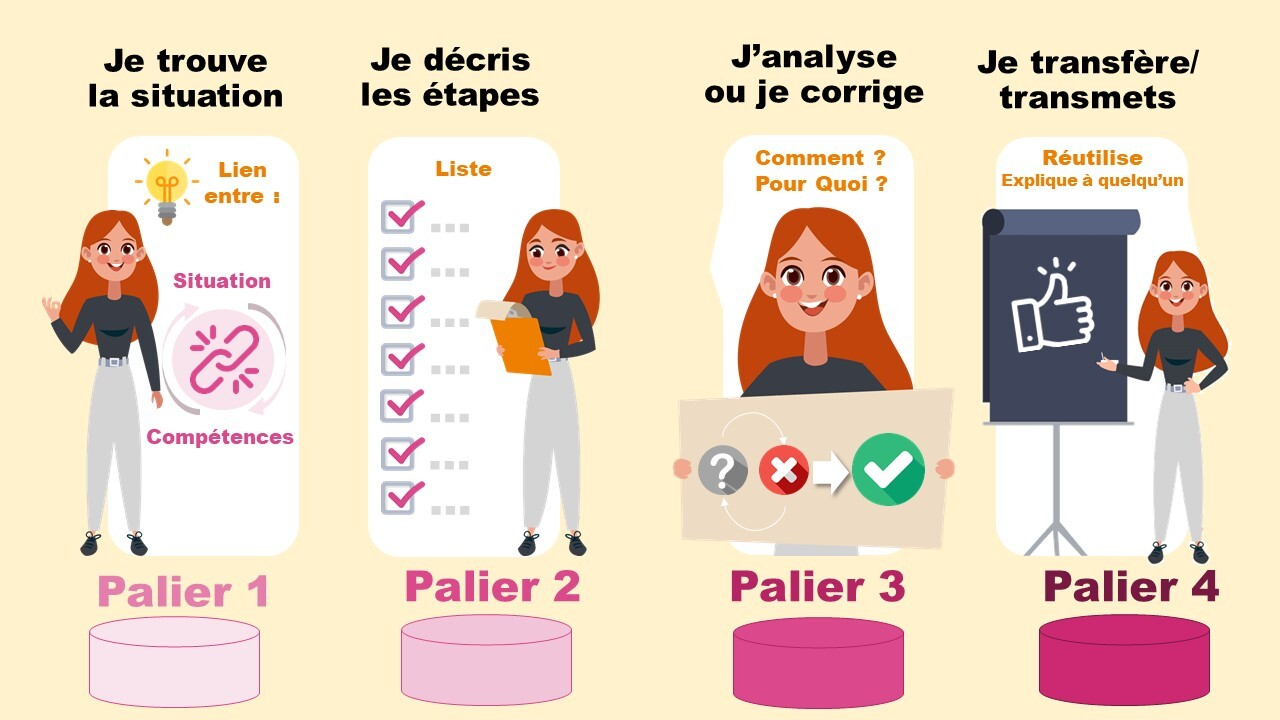 Je trouve
la situation
Lien
entre :
Situation
Compétences
Palier 1
Je décris
les étapes
Liste
...
...
...
...
...
...
...
Palier 2
J’analyse
ou je corrige
Comment ?
Pour Quoi ?
?
Palier 3
Je transfère/
transmets
Réutilise
Explique à quelqu’un
Palier 4